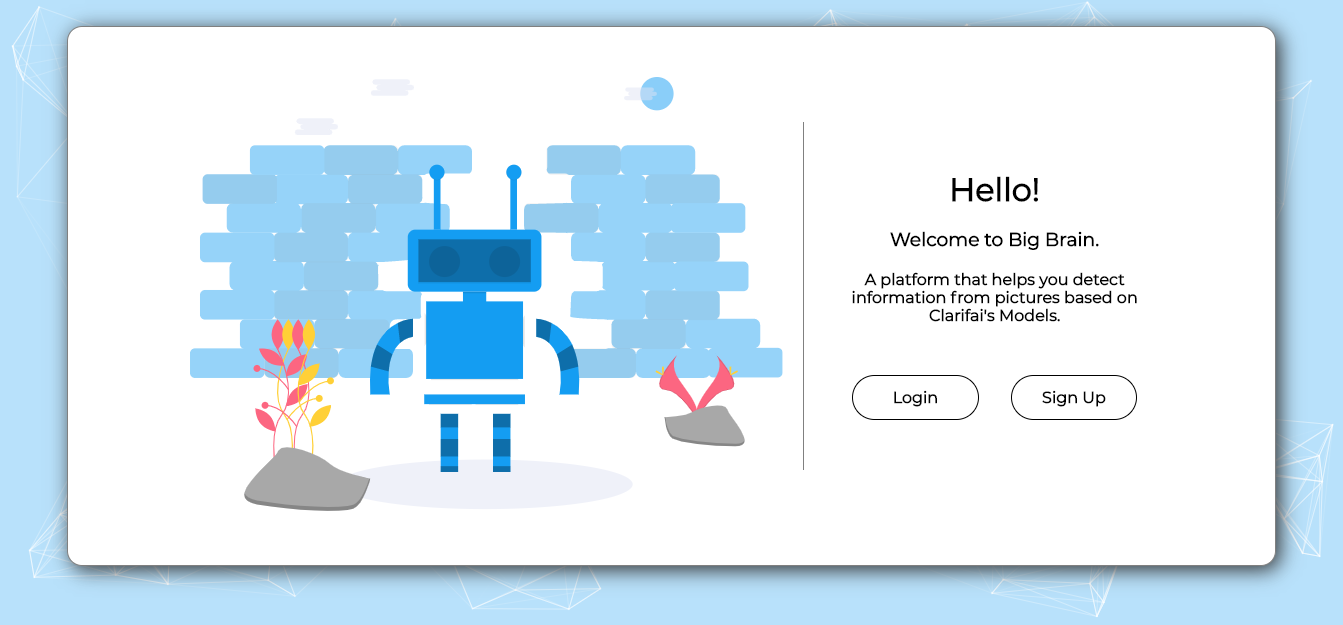 Hello!
Welcome to Big Brain.
A platform that helps you detect
information from pictures based on
Clarifai's Models.
Login
Sign Up